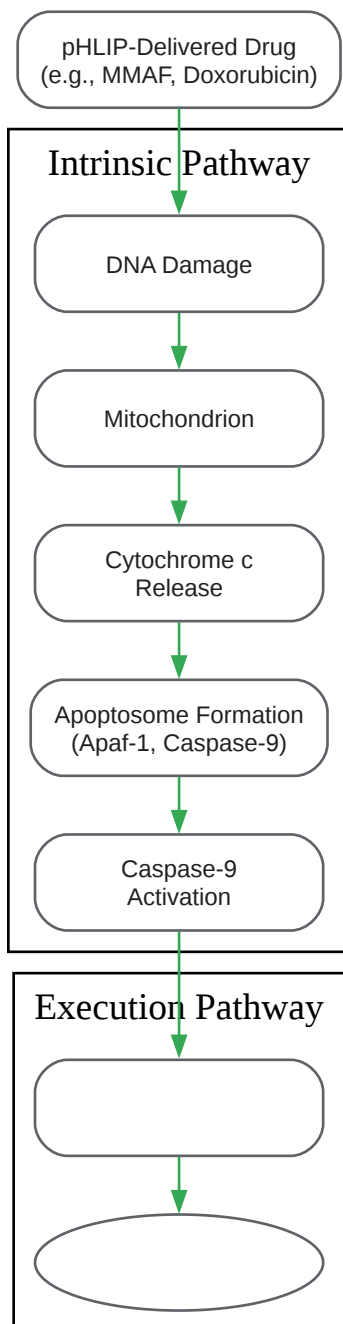 pHLIP-Delivered Drug
(e.g., MMAF, Doxorubicin)
Intrinsic Pathway
DNA Damage
Mitochondrion
Cytochrome c
Release
Apoptosome Formation
(Apaf-1, Caspase-9)
Caspase-9
Activation
Execution Pathway